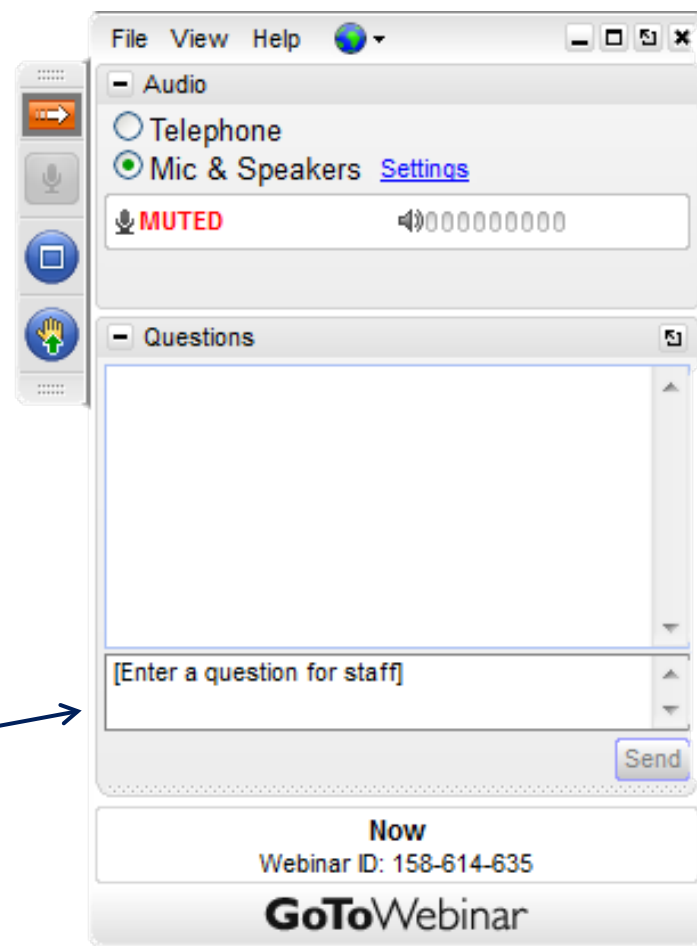 File View Help
Audio
Telephone
Mic & Speakers Settings
MUTED 000000000
Questions
[Enter a question for staff]
Send
Now
Webinar ID: 158-614-635
GoToWebinar